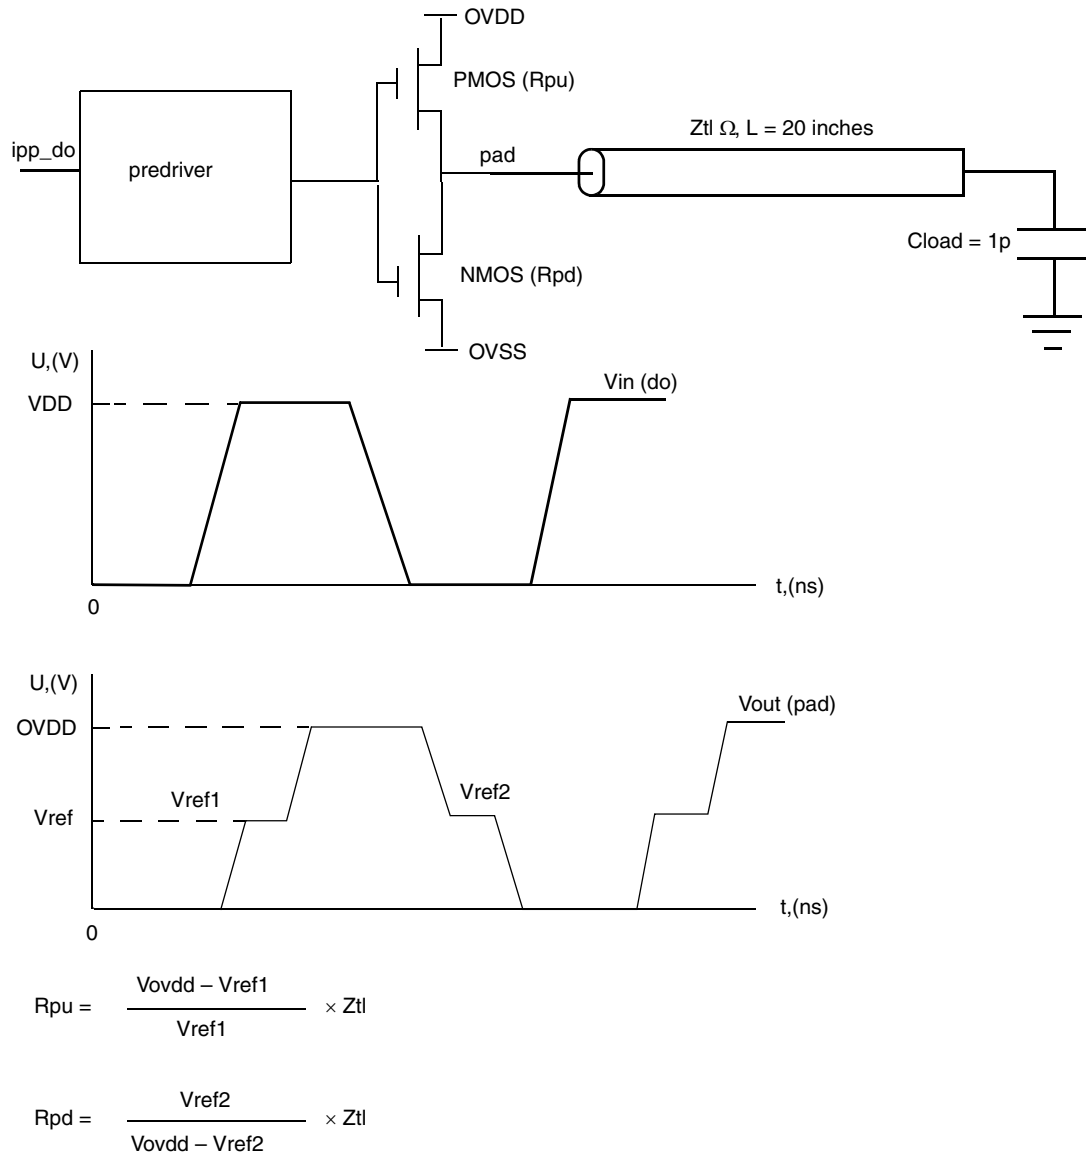 OVDD
PMOS (Rpu)
Ztl Ω, L = 20 inches
ipp_do
predriver
pad
Cload = 1p
NMOS (Rpd)
OVSS
U,(V)
VDD
Vin (do)
t,(ns)
0
U,(V)
OVDD
Vout (pad)
Vref1
Vref2
Vref
t,(ns)
0
Vovdd – Vref1
Rpu = × Ztl
Vref1
Vref2
Rpd = × Ztl
Vovdd – Vref2